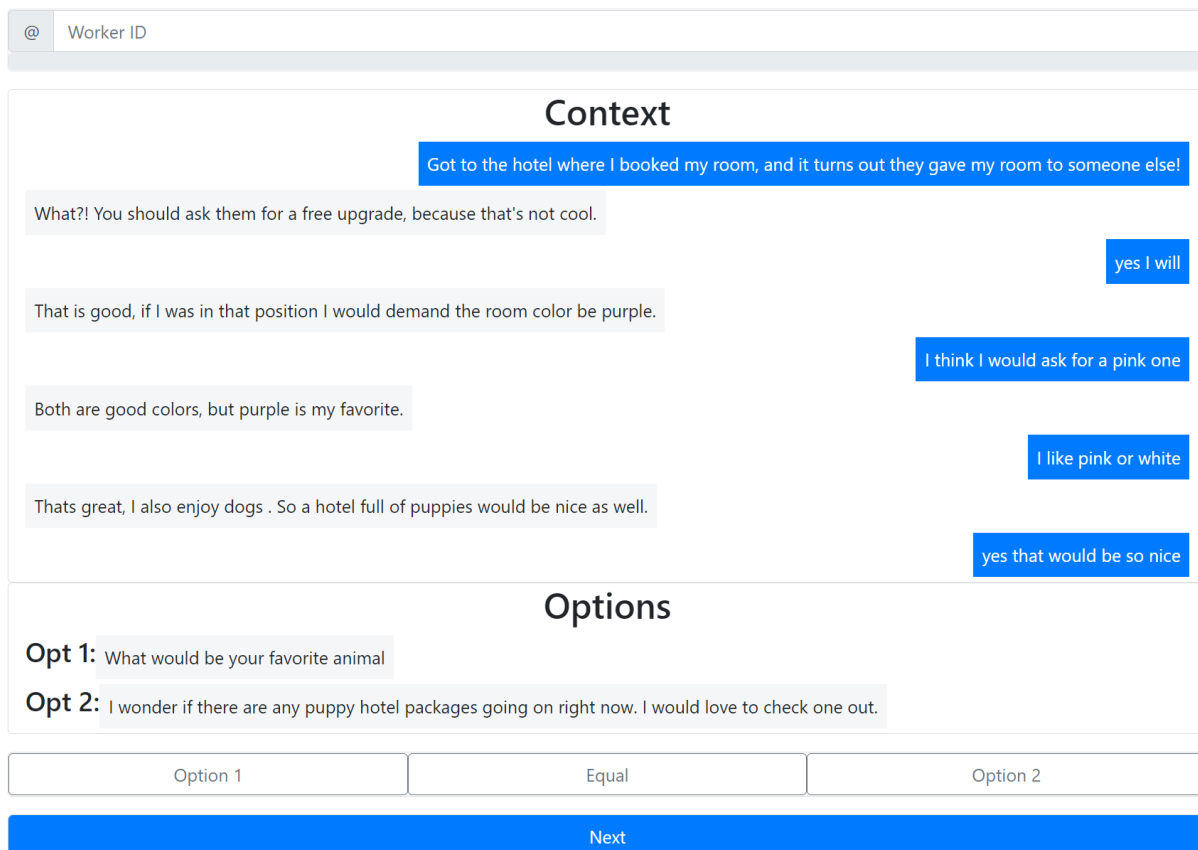 @ Worker ID
Context
Got to the hotel where I booked my room, and it turns out they gave my room to someone else!
What?! You should ask them for a free upgrade, because that's not cool.
yes I will
That is good, if I was in that position I would demand the room color be purple.
I think I would ask for a pink one
Both are good colors, but purple is my favorite.
I like pink or white
Thats great, I also enjoy dogs . So a hotel full of puppies would be nice as well.
yes that would be so nice
Options
Opt 1: What would be your favorite animal
Opt 2: I wonder if there are any puppy hotel packages going on right now. I would love to check one out.
Option 1 Equal Option 2
Next